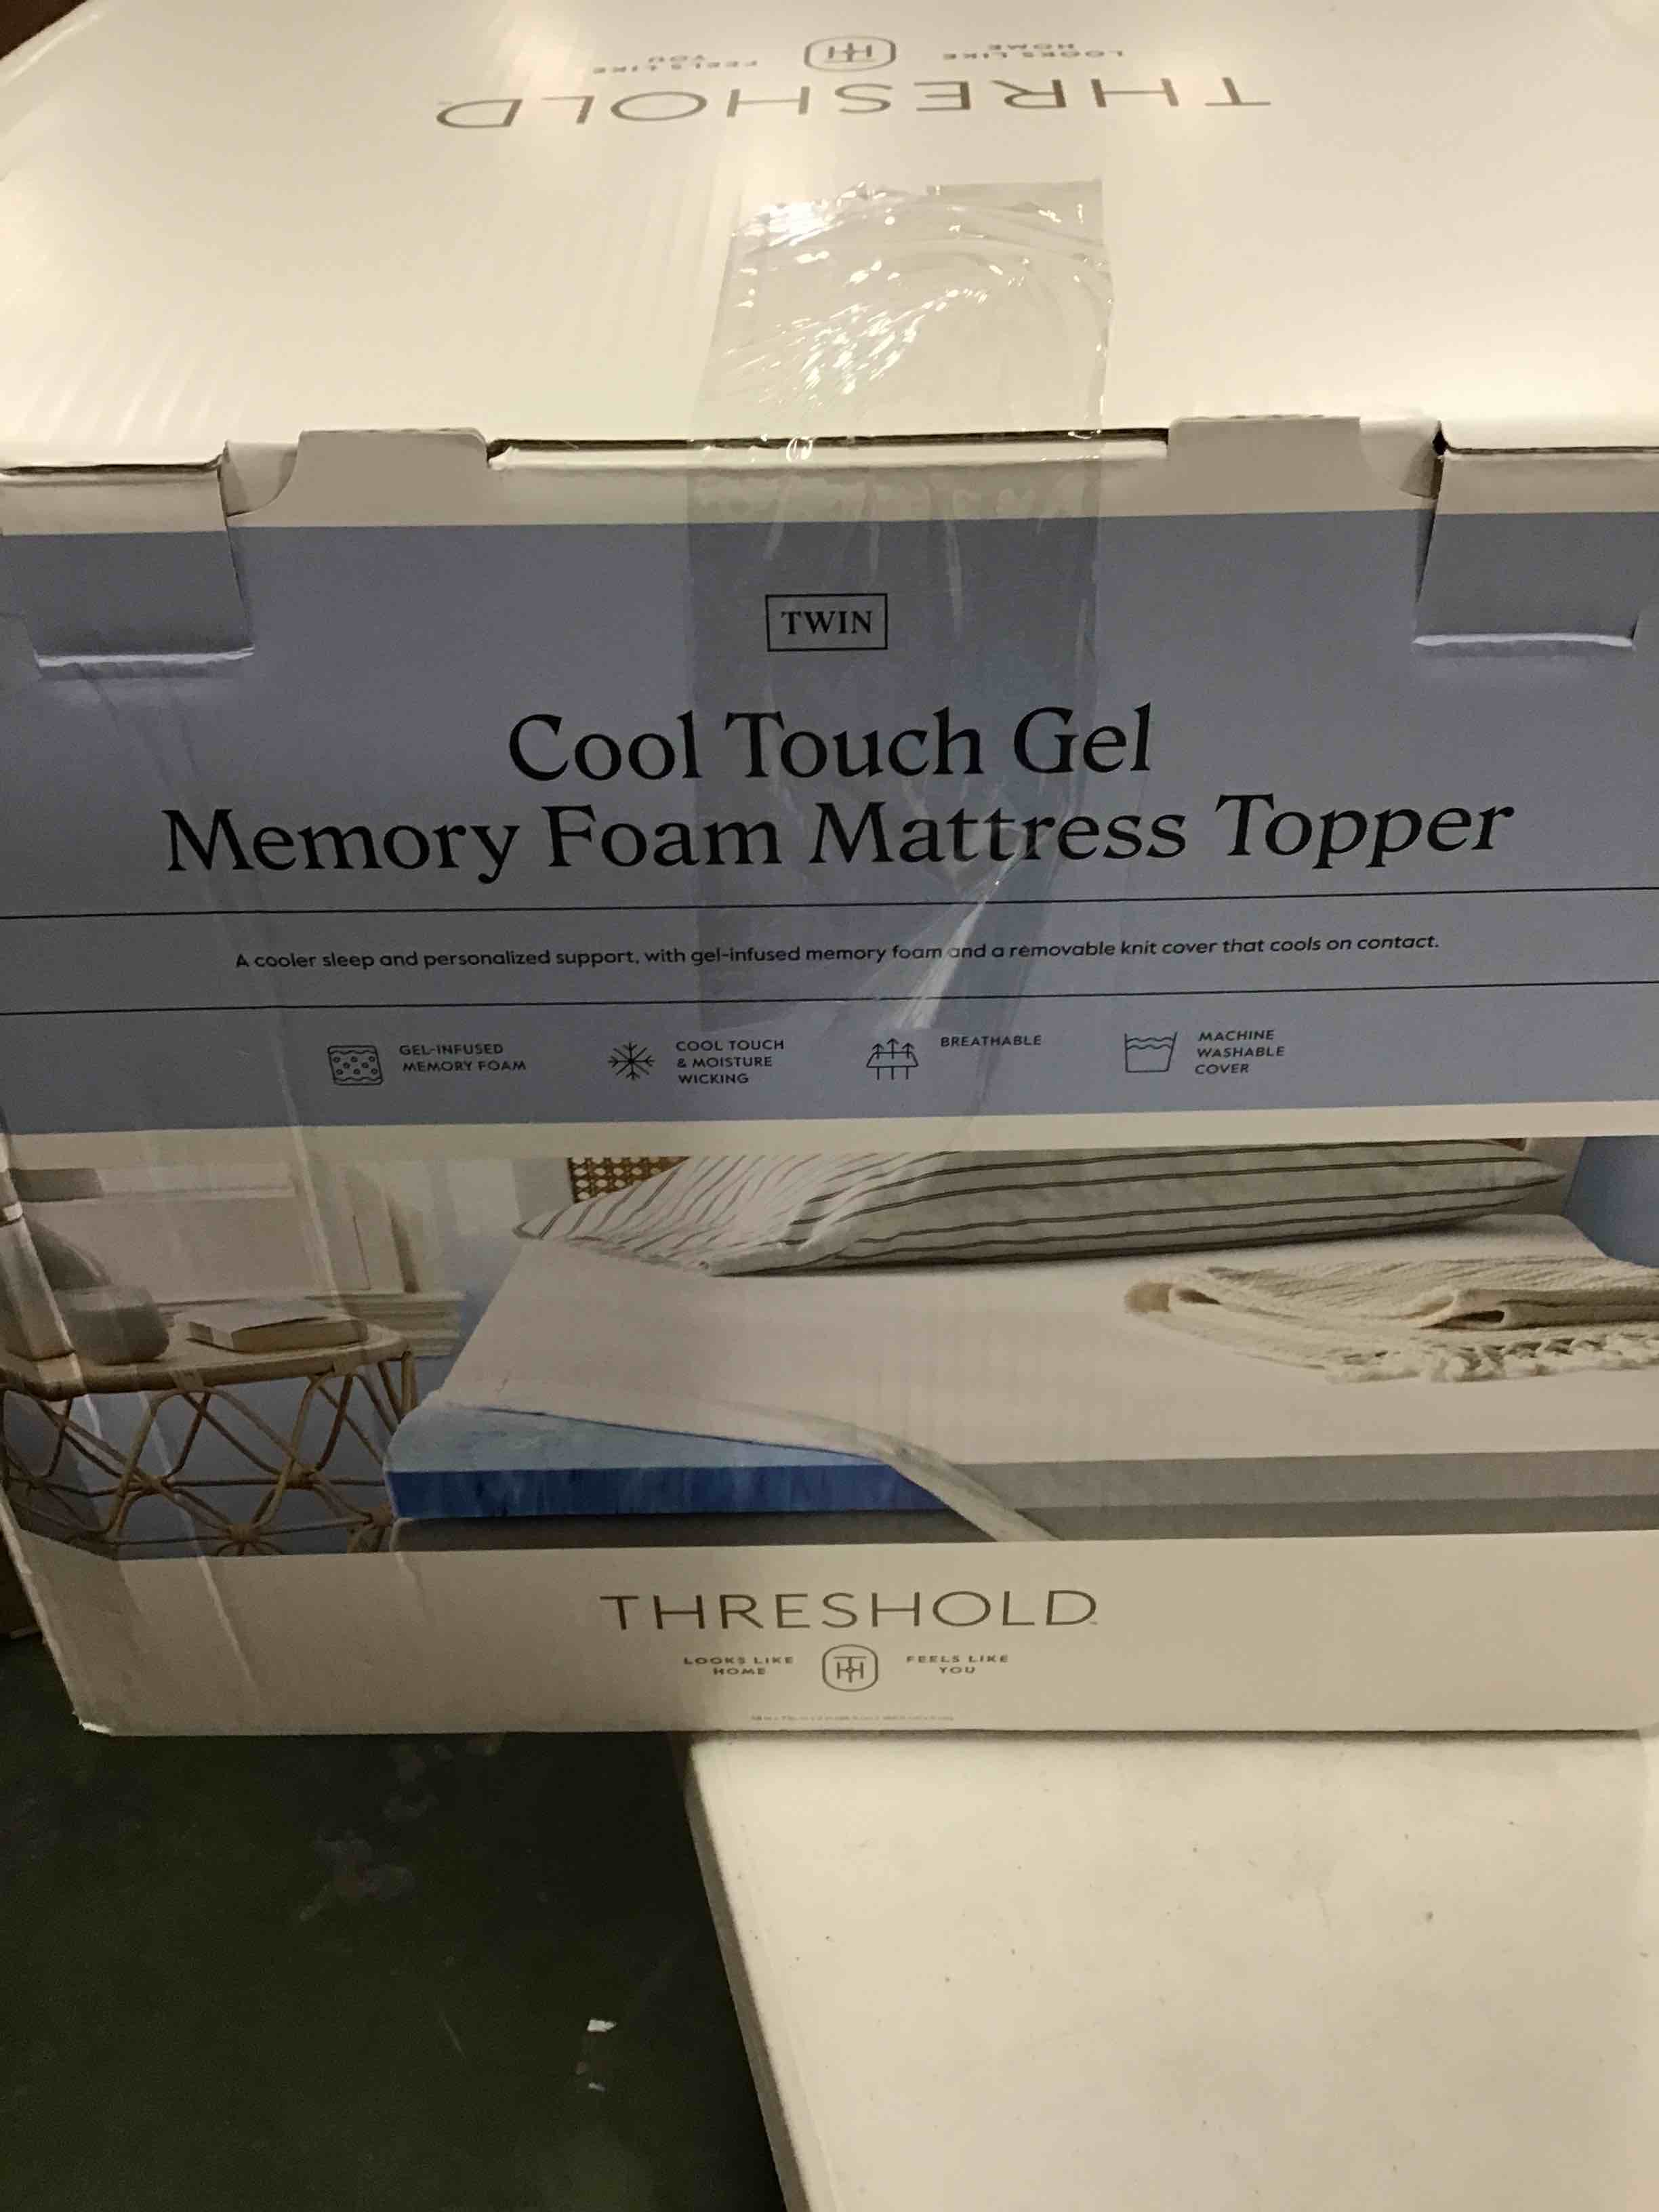 THRESHOLD
LOOKS LIKE
HOME
FEELS LIKE
YOU
TWIN
Cool Touch Gel
Memory Foam Mattress Topper
A cooler sleep and personalized support, with gel-infused memory foam and a removable knit cover that cools on contact.
GEL-INFUSED
MEMORY FOAM
COOL TOUCH
& MOISTURE
WICKING
BREATHABLE
MACHINE
WASHABLE
COVER
THRESHOLD
LOOKS LIKE
HOME
FEELS LIKE
YOU